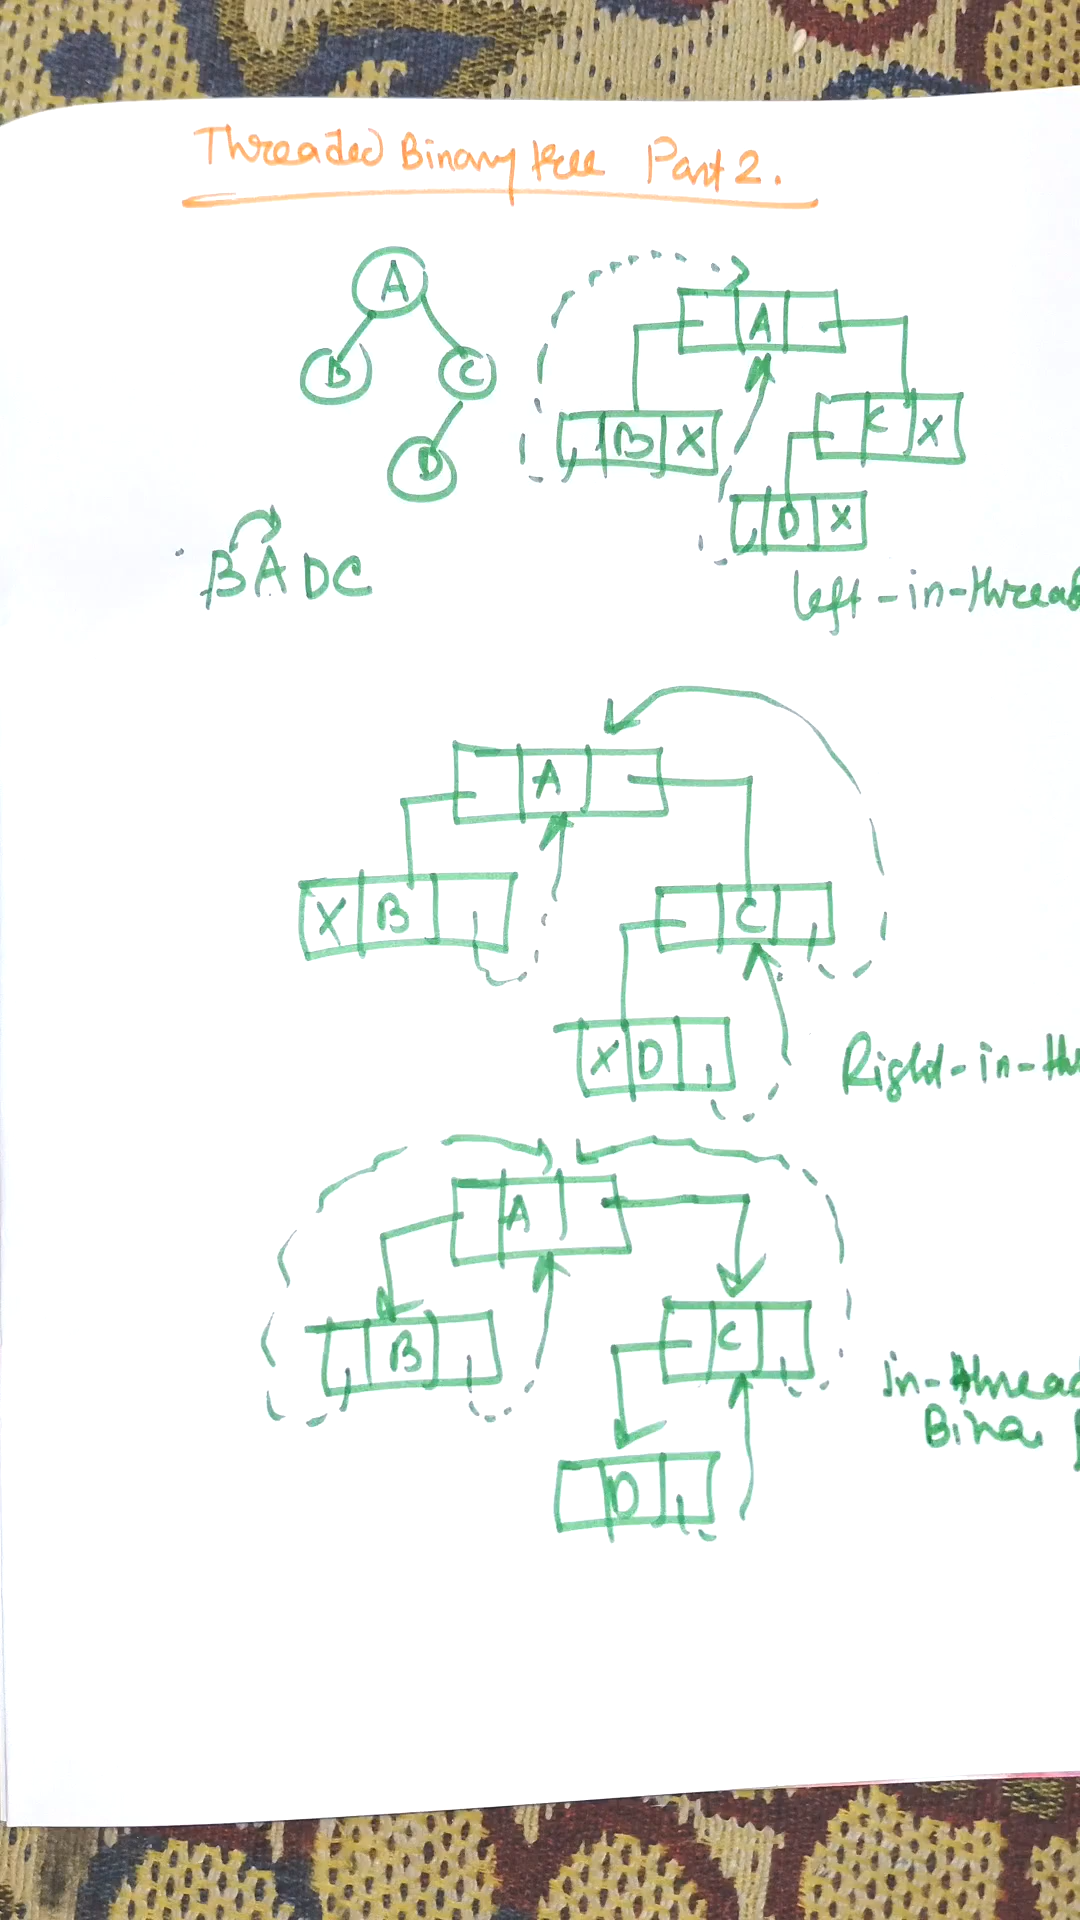 Threaded Binary tree Part 2.
A
B C
D
A
B X
C X
D X
BADC
left-in-thread
A
X B
C
X D
Right-in-th
A
B
C
D
in-thread
Bina